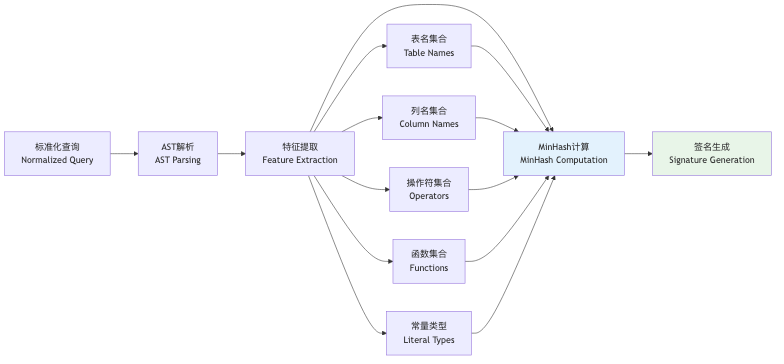 标准化查询
Normalized Query
AST解析
AST Parsing
特征提取
Feature Extraction
表名集合
Table Names
列名集合
Column Names
操作符集合
Operators
函数集合
Functions
常量类型
Literal Types
MinHash计算
MinHash Computation
签名生成
Signature Generation